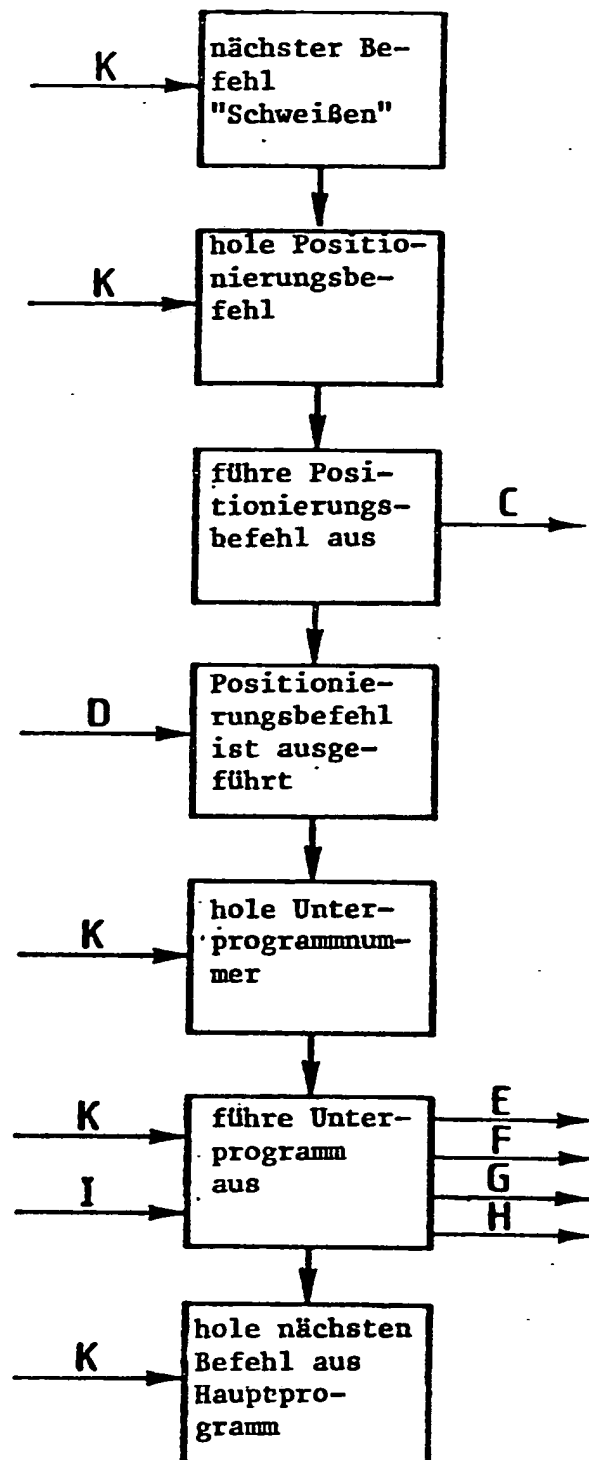 nächster Be-
K
fehl
"Schweißen"
hole Positio-
nierungsbe-
K
fehl
führe Posi-
tionierungs-
C
befehl aus
Positionie-
D
rungsbefehl
ist ausge-
führt
hole Unter-
K
programmnum-
mer
K
führe Unter-
programm
aus
I
E
F
G
H
hole nächsten
K
Befehl aus
Hauptpro-
gramm